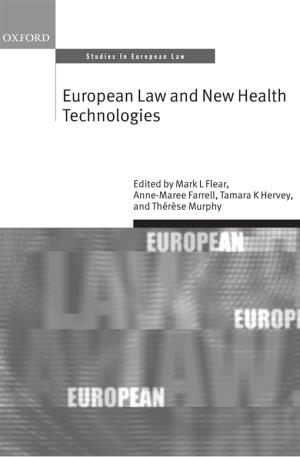 OXFORD
Studies in European Law
European Law and New Health
Technologies
Edited by Mark L Flear,
Anne-Maree Farrell, Tamara K Hervey,
and Thérèse Murphy
EUROPEAN
LAW
EUROPEAN
LAW
EUROPEAN